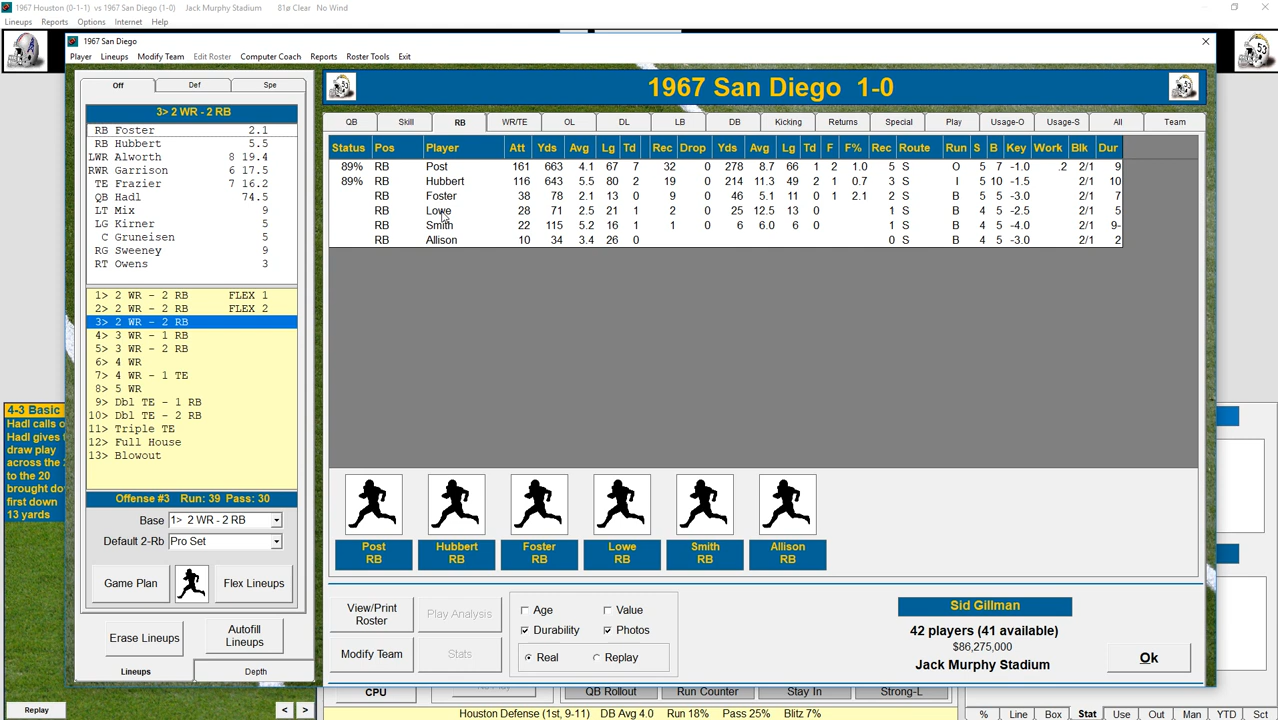 1967 Houston (0-1-1)  vs 1967 San Diego (1-0)    Jack Murphy Stadium    81ø Clear  No Wind
Lineups  Reports  Options  Internet  Help
1967 San Diego
Player  Lineups  Modify Team  Edit Roster  Computer Coach  Reports  Roster Tools  Exit
Off  Def  Spe
3> 2 WR - 2 RB
RB Foster 2.1
RB Hubbert 5.5
LWR Alworth 8 19.4
RWR Garrison 6 17.5
TE Frazier 7 16.2
QB Hadl 74.5
LT Mix 9
LG Kirner 5
C Gruneisen 5
RG Sweeney 9
RT Owens 3
1> 2 WR - 2 RB FLEX 1
2> 2 WR - 2 RB FLEX 2
3> 2 WR - 2 RB
4> 3 WR - 1 RB
5> 3 WR - 2 RB
6> 4 WR
7> 4 WR - 1 TE
8> 5 WR
9> Dbl TE - 1 RB
10> Dbl TE - 2 RB
11> Triple TE
12> Full House
13> Blowout
Offense #3  Run: 39  Pass: 30
Base 1> 2 WR - 2 RB
Default 2-Rb Pro Set
Game Plan  Flex Lineups
Erase Lineups  Autofill Lineups
Lineups  Depth
1967 San Diego  1-0
QB  Skill  RB  WR/TE  OL  DL  LB  DB  Kicking  Returns  Special  Play  Usage-O  Usage-S  All  Team
Status Pos Player Att Yds Avg Lg Td Rec Drop Yds Avg Lg Td F F% Rec Route Run S B Key Work Blk Dur
89% RB Post 161 663 4.1 67 7 32 0 278 8.7 66 1 2 1.0 5 S O 5 7 -1.0 .2 2/1 9
89% RB Hubbert 116 643 5.5 80 2 19 0 214 11.3 49 2 1 0.7 3 S I 5 10 -1.5 2/1 10
RB Foster 38 78 2.1 13 0 9 0 46 5.1 11 0 1 2.1 2 S B 5 5 -3.0 2/1 7
RB Lowe 28 71 2.5 21 1 2 0 25 12.5 13 0 1 S B 4 5 -2.5 2/1 5
RB Smith 22 115 5.2 16 1 1 0 6 6.0 6 0 1 S B 4 5 -4.0 2/1 9-
RB Allison 10 34 3.4 26 0 0 S B 4 5 -3.0 2/1 2
Post RB
Hubbert RB
Foster RB
Lowe RB
Smith RB
Allison RB
View/Print Roster  Play Analysis
Modify Team  Stats
Age  Value
Durability  Photos
Real  Replay
Sid Gillman
42 players (41 available)
$86,275,000
Jack Murphy Stadium
Ok
4-3 Basic
Hadl calls
Hadl gives
draw play
across the
to the 20
brought do
first down
13 yards
Replay  <  >
CPU  QB Rollout  Run Counter  Stay In  Strong-L
Houston Defense (1st, 9-11)  DB Avg 4.0  Run 18%  Pass 25%  Blitz 7%
%  Line  Box  Stat  Use  Out  Man  YTD  Sct